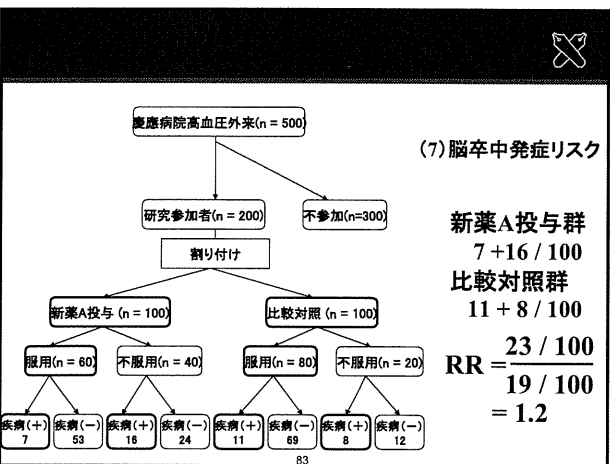 慶應病院高血圧外来(n = 500)
(7)脳卒中発症リスク
研究参加者(n = 200)
不参加(n=300)
割り付け
新薬A投与群
7 +16 / 100
比較対照群
11 + 8 / 100
新薬A投与 (n = 100)
比較対照 (n = 100)
服用(n = 60)
不服用(n = 40)
服用(n = 80)
不服用(n = 20)
RR = 23 / 100
19 / 100
= 1.2
疾病(+)
7
疾病(−)
53
疾病(+)
16
疾病(−)
24
疾病(+)
11
疾病(−)
69
疾病(+)
8
疾病(−)
12
83